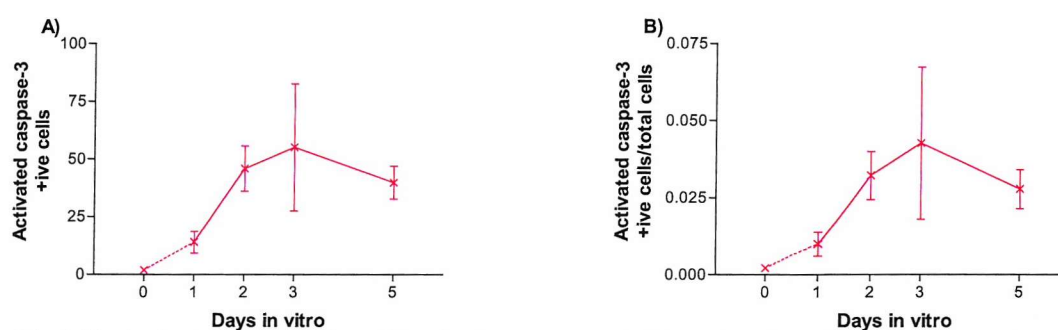 A)
Activated caspase-3
+ive cells
100
75
50
25
0
0 1 2 3 5
Days in vitro
B)
Activated caspase-3
+ive cells/total cells
0.075
0.050
0.025
0.000
0 1 2 3 5
Days in vitro